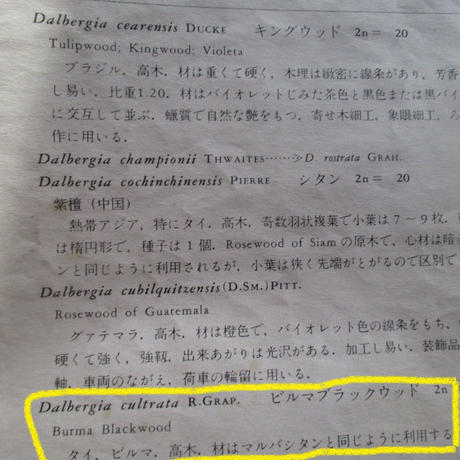 Dalbergia cearensis DUCKE キングウッド 2n = 20
Tulipwood; Kingwood; Violeta
ブラジル．高木．材は重くて硬く，木理は緻密に線条があり，芳香
し易い．比重1.20．材はバイオレットじみた茶色と黒色または黒バイ
に交互して並ぶ．蠟質で自然な艶をもつ．寄せ木細工，象眼細工，ろ
作に用いる．
Dalbergia championii THWAITES……> D. rostrata GRAH.
Dalbergia cochinchinensis PIERRE シタン 2n = 20
紫檀（中国）
熱帯アジア，特にタイ．高木．奇数羽状複葉で小葉は7～9枚，
は楕円形で，種子は1個．Rosewood of Siamの原木で，心材は暗
ンと同じように利用されるが，小葉は狭く先端がとがるので区別で
Dalbergia cubilquitzensis (D.SM.) PITT.
Rosewood of Guatemala
グァテマラ．高木．材は橙色で，バイオレット色の線条をもち，
硬くて強く，強靱，出来あがりは光沢がある．加工し易い．装飾品
軸，車両のながえ，荷車の輪留に用いる．
Dalbergia cultrata R.GRAP. ビルマブラックウッド 2n
Burma Blackwood
タイ，ビルマ．高木．材はマルバシタンと同じように利用する